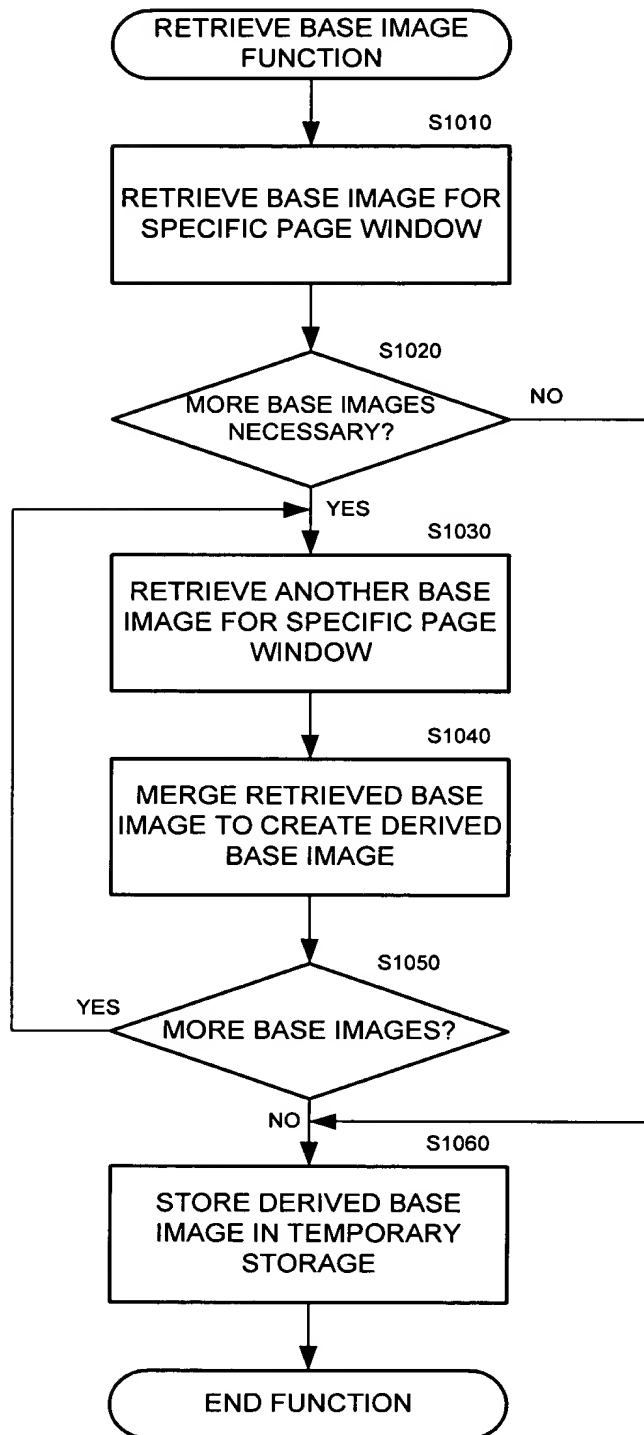 RETRIEVE BASE IMAGE
FUNCTION
S1010
RETRIEVE BASE IMAGE FOR
SPECIFIC PAGE WINDOW
S1020
MORE BASE IMAGES
NECESSARY?
NO
YES
S1030
RETRIEVE ANOTHER BASE
IMAGE FOR SPECIFIC PAGE
WINDOW
S1040
MERGE RETRIEVED BASE
IMAGE TO CREATE DERIVED
BASE IMAGE
S1050
YES
MORE BASE IMAGES?
NO
S1060
STORE DERIVED BASE
IMAGE IN TEMPORARY
STORAGE
END FUNCTION